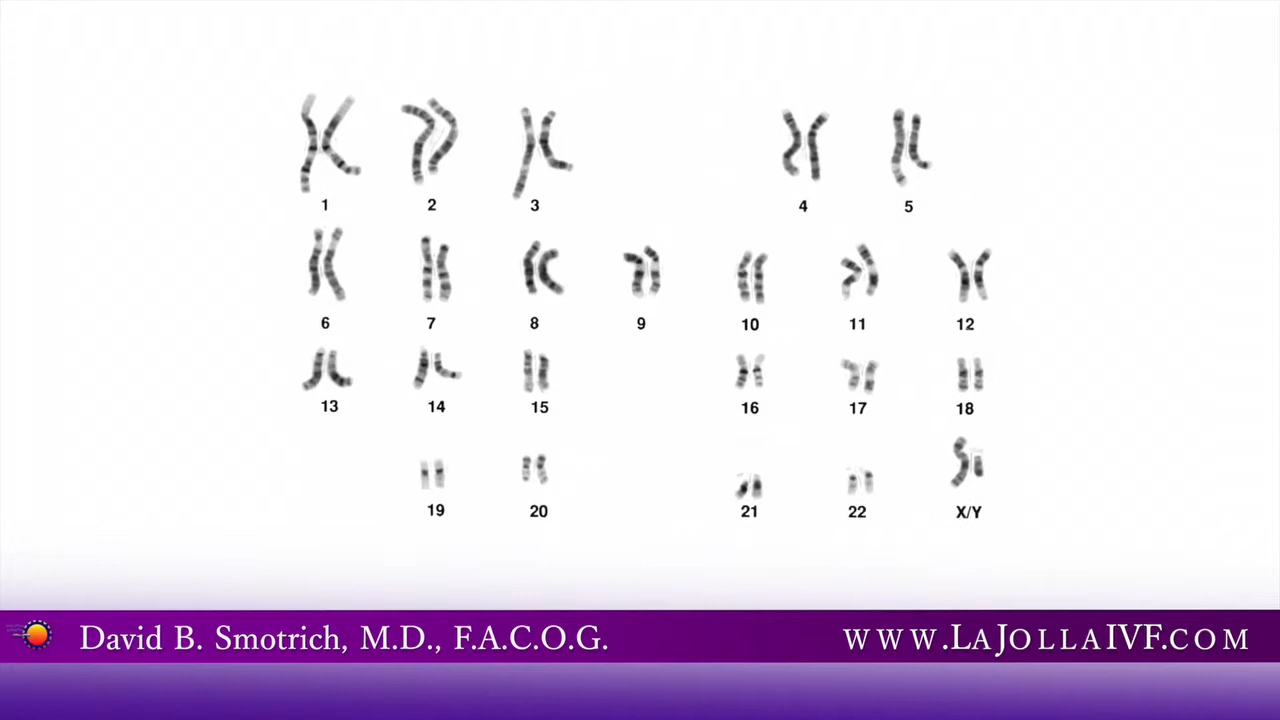 1 2 3 4 5
6 7 8 9 10 11 12
13 14 15 16 17 18
19 20 21 22 X/Y
David B. Smotrich, M.D., F.A.C.O.G.
www.LaJollaIVF.com